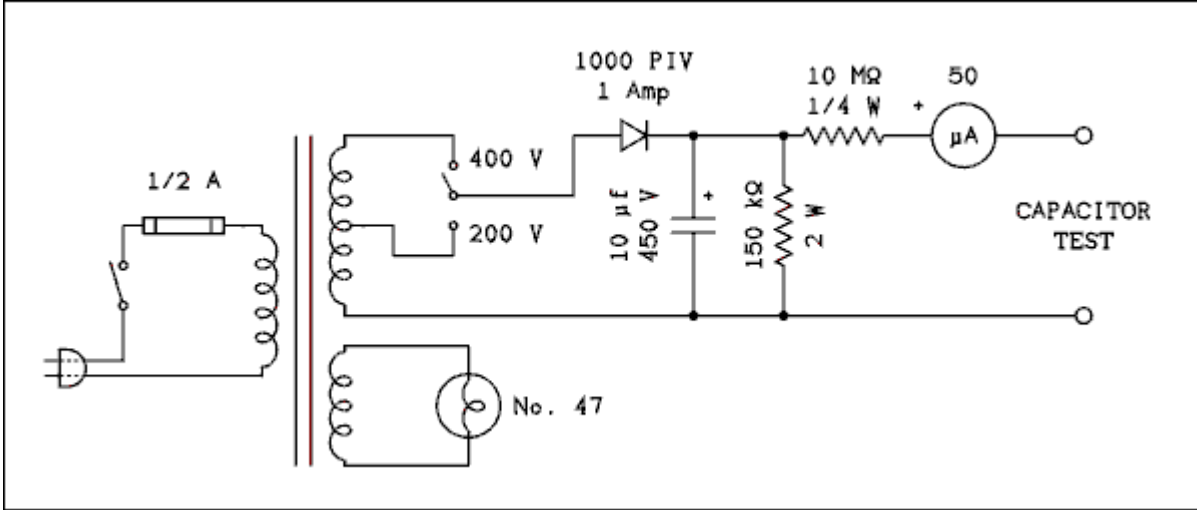 1000 PIV
1 Amp
10 MΩ
1/4 W
+
50
µA
400 V
200 V
1/2 A
10 µf
450 V
+
150 kΩ
2 W
CAPACITOR
TEST
No. 47